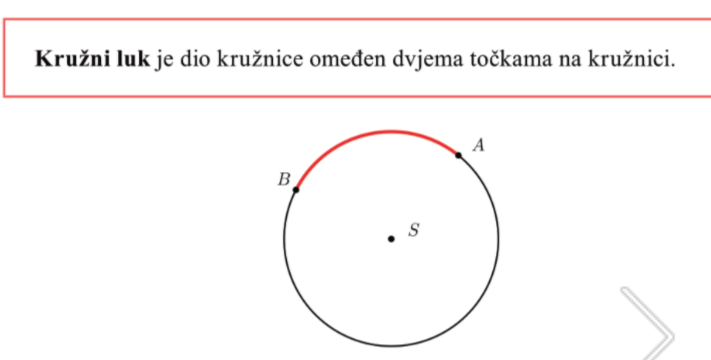 Kružni luk je dio kružnice omeđen dvjema točkama na kružnici.
A
B
S